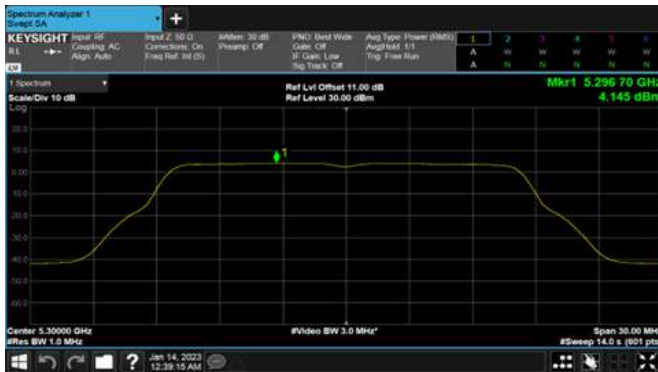 Spectrum Analyzer 1
Swept SA
+
KEYSIGHT Input: RF Input Z: 50 Ω #Atten: 30 dB PNO: Best Wide Avg Type: Power (RMS) 1 2 3 4 5 6
RL Coupling: AC Corrections: On Preamp: Off Gate: Off Avg|Hold: 1/1 A W W W W W
Align: Auto Freq Ref: Int (S) IF Gain: Low Trig: Free Run
Sig Track: Off A N N N N N
1 Spectrum
Scale/Div 10 dB
Ref Lvl Offset 11.00 dB
Ref Level 30.00 dBm
Mkr1 5.296 70 GHz
4.145 dBm
Log
20.0
10.0
0.00
-10.0
-20.0
-30.0
-40.0
-50.0
-60.0
1
Center 5.30000 GHz #Video BW 3.0 MHz* Span 30.00 MHz
#Res BW 1.0 MHz #Sweep 14.0 s (601 pts)
? Jan 14, 2023
12:39:15 AM